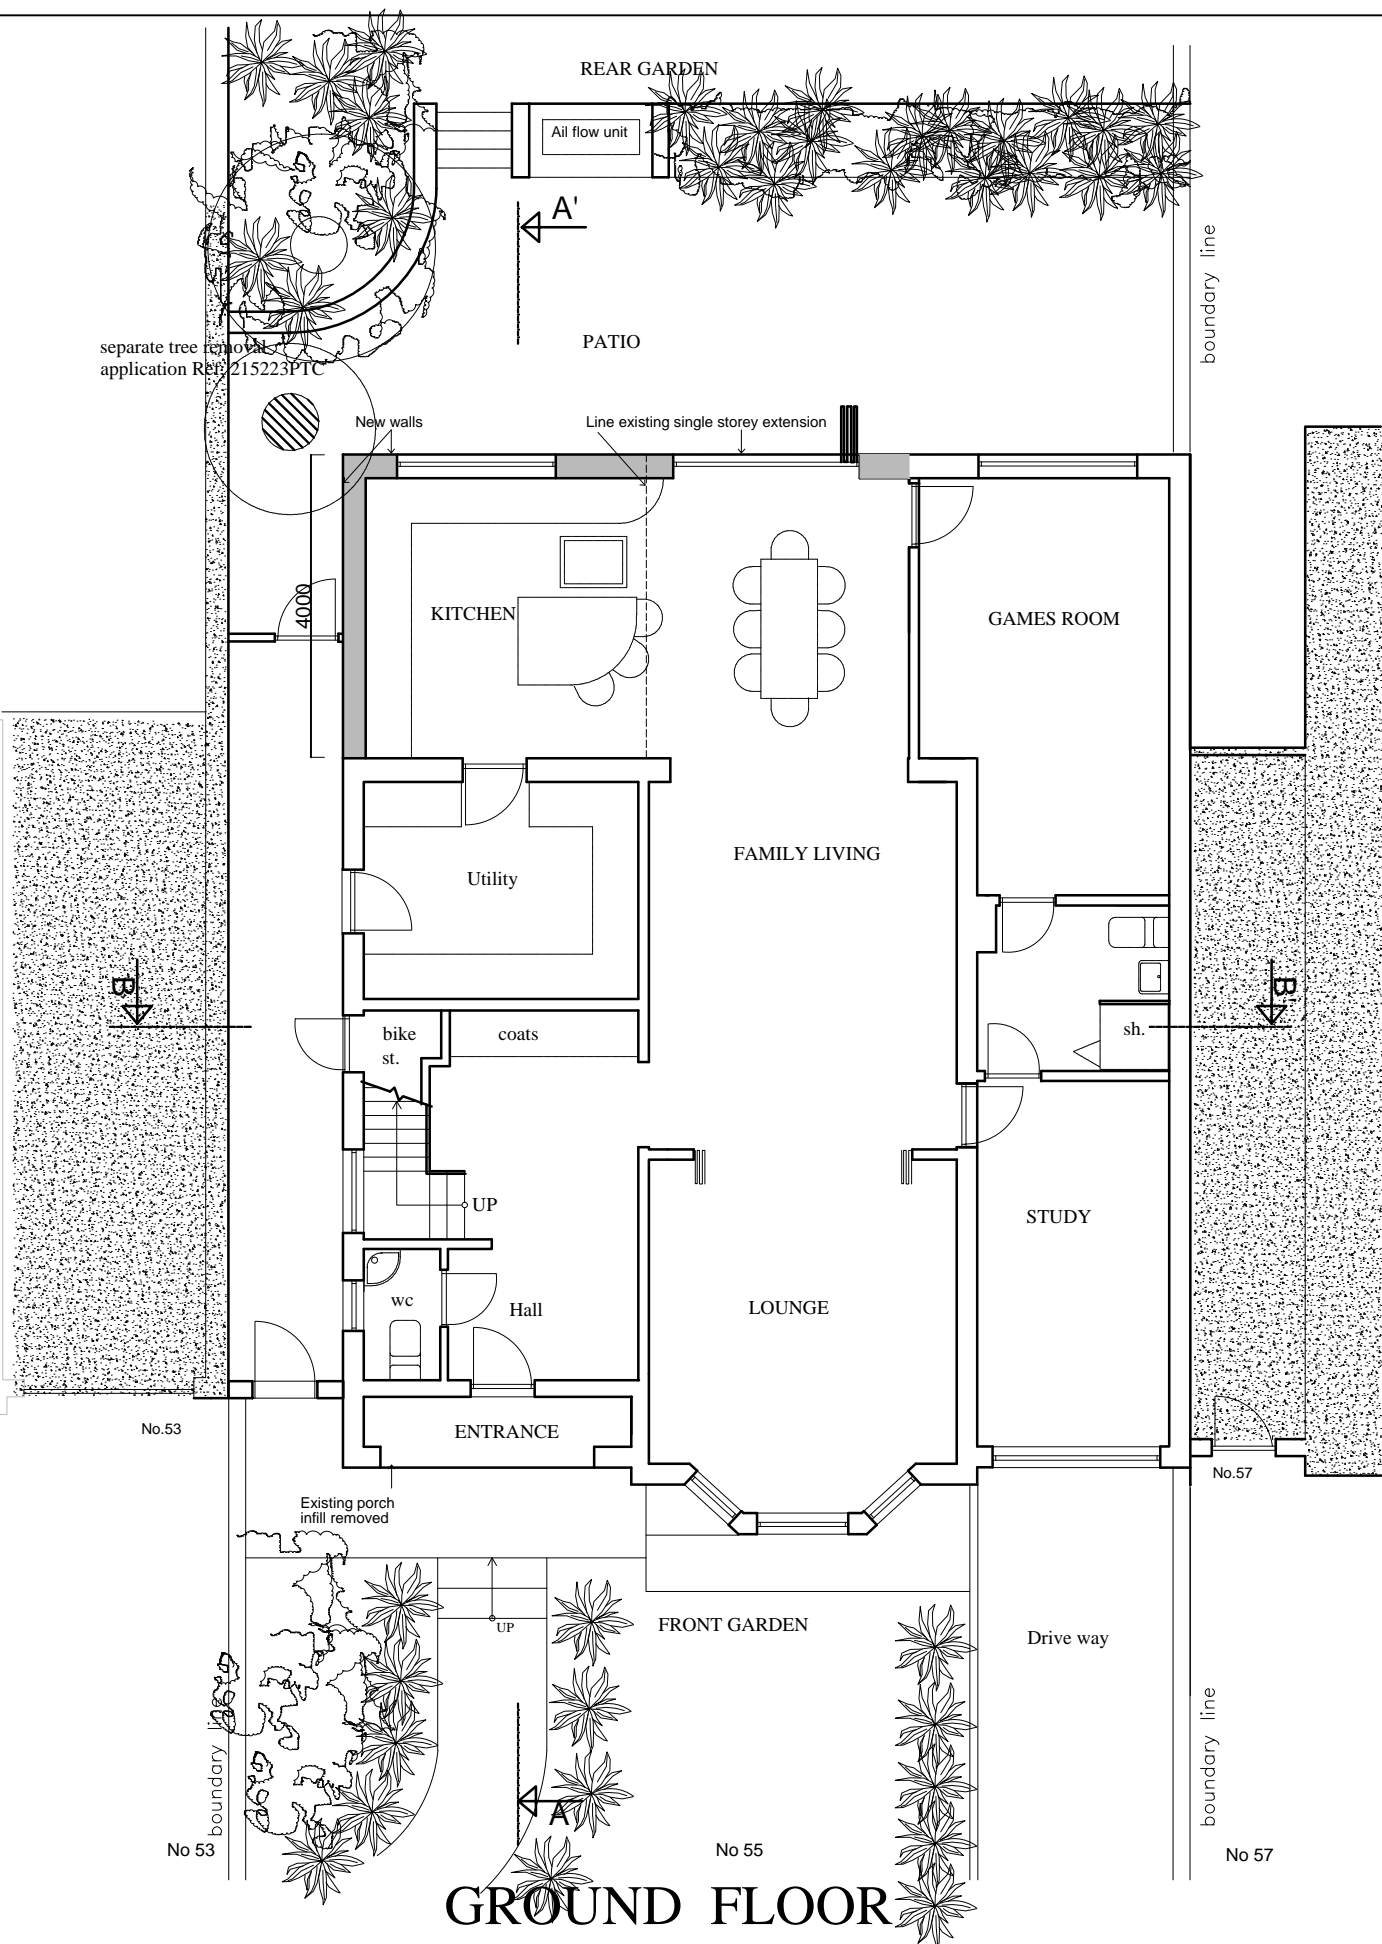 REAR GARDEN
Ail flow unit
A'
boundary line
PATIO
separate tree removal
application Ref. 215223PTC
New walls
Line existing single storey extension
4000
KITCHEN
GAMES ROOM
FAMILY LIVING
Utility
B
B'
bike
st.
coats
sh.
UP
STUDY
wc
Hall
LOUNGE
ENTRANCE
No.53
No.57
Existing porch
infill removed
UP
FRONT GARDEN
Drive way
boundary line
boundary line
A
No 53
No 55
No 57
GROUND FLOOR